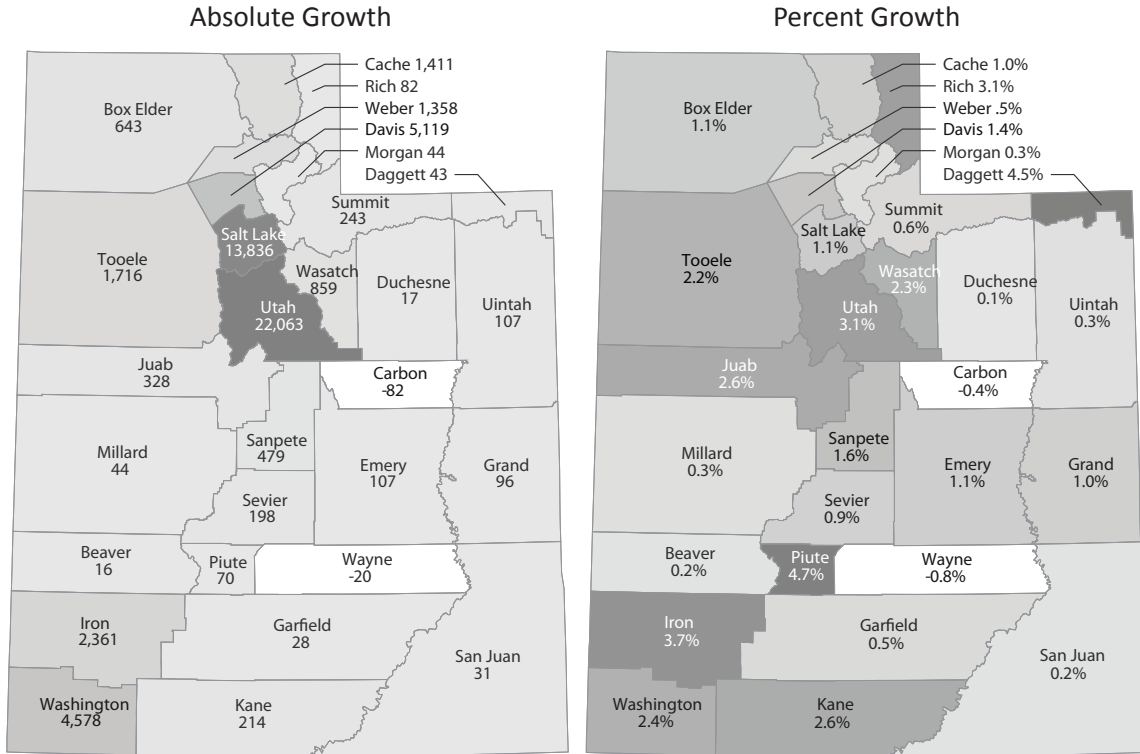 Absolute Growth
Cache 1,411
Rich 82
Weber 1,358
Davis 5,119
Morgan 44
Daggett 43
Box Elder
643
Summit
243
Salt Lake
13,836
Tooele
1,716
Wasatch
859
Duchesne
17
Uintah
107
Utah
22,063
Juab
328
Carbon
-82
Sanpete
479
Millard
44
Emery
107
Grand
96
Sevier
198
Beaver
16
Piute
70
Wayne
-20
Iron
2,361
Garfield
28
San Juan
31
Washington
4,578
Kane
214
Percent Growth
Cache 1.0%
Rich 3.1%
Weber .5%
Davis 1.4%
Morgan 0.3%
Daggett 4.5%
Box Elder
1.1%
Summit
0.6%
Salt Lake
1.1%
Tooele
2.2%
Wasatch
2.3%
Duchesne
0.1%
Uintah
0.3%
Utah
3.1%
Juab
2.6%
Carbon
-0.4%
Sanpete
1.6%
Millard
0.3%
Emery
1.1%
Grand
1.0%
Sevier
0.9%
Beaver
0.2%
Piute
4.7%
Wayne
-0.8%
Iron
3.7%
Garfield
0.5%
San Juan
0.2%
Washington
2.4%
Kane
2.6%